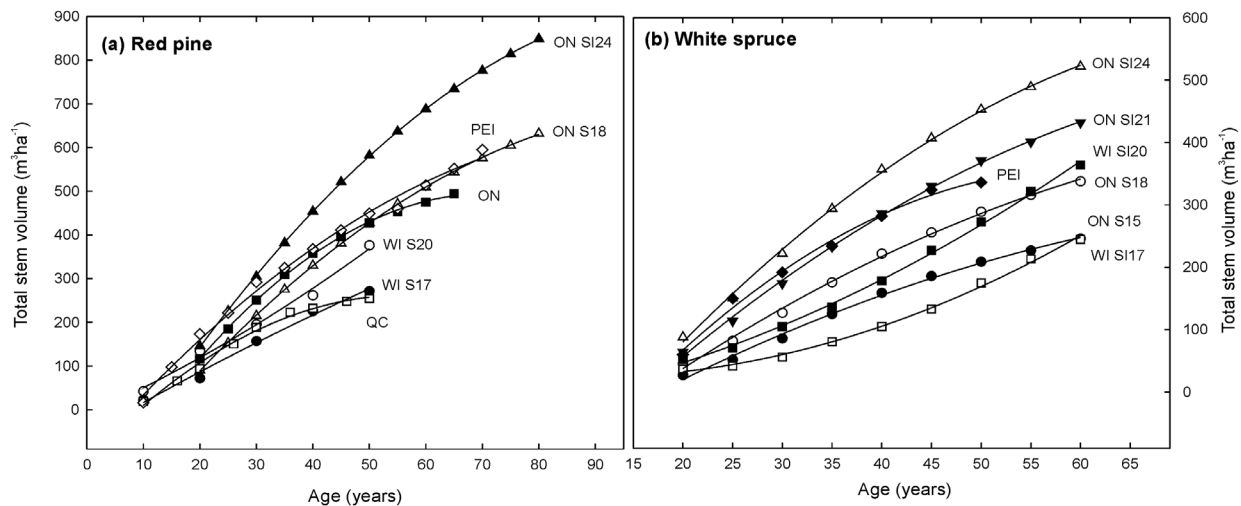 (a) Red pine
Total stem volume (m³ha⁻¹)
900
800
700
600
500
400
300
200
100
0
0 10 20 30 40 50 60 70 80 90
Age (years)
ON SI24
PEI
ON S18
ON
WI S20
WI S17
QC
(b) White spruce
ON SI24
ON SI21
WI SI20
PEI
ON S18
ON S15
WI SI17
600
500
400
300
200
100
0
Total stem volume (m³ha⁻¹)
15 20 25 30 35 40 45 50 55 60 65
Age (years)